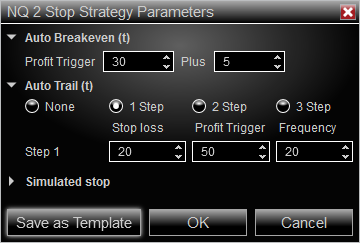 NQ 2 Stop Strategy Parameters
Auto Breakeven (t)
Profit Trigger 30 Plus 5
Auto Trail (t)
None 1 Step 2 Step 3 Step
Stop loss Profit Trigger Frequency
Step 1 20 50 20
Simulated stop
Save as Template OK Cancel